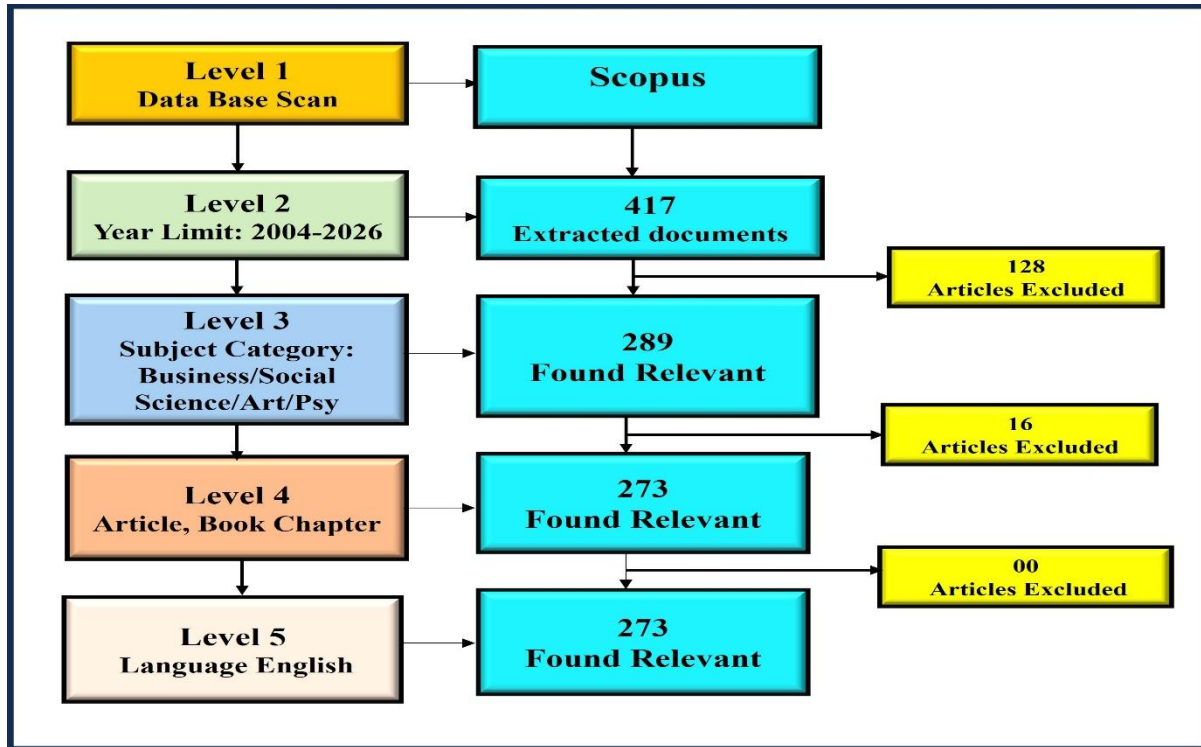 Level 1
Data Base Scan
Scopus
Level 2
Year Limit: 2004-2026
417
Extracted documents
128
Articles Excluded
Level 3
Subject Category:
Business/Social
Science/Art/Psy
289
Found Relevant
16
Articles Excluded
Level 4
Article, Book Chapter
273
Found Relevant
00
Articles Excluded
Level 5
Language English
273
Found Relevant